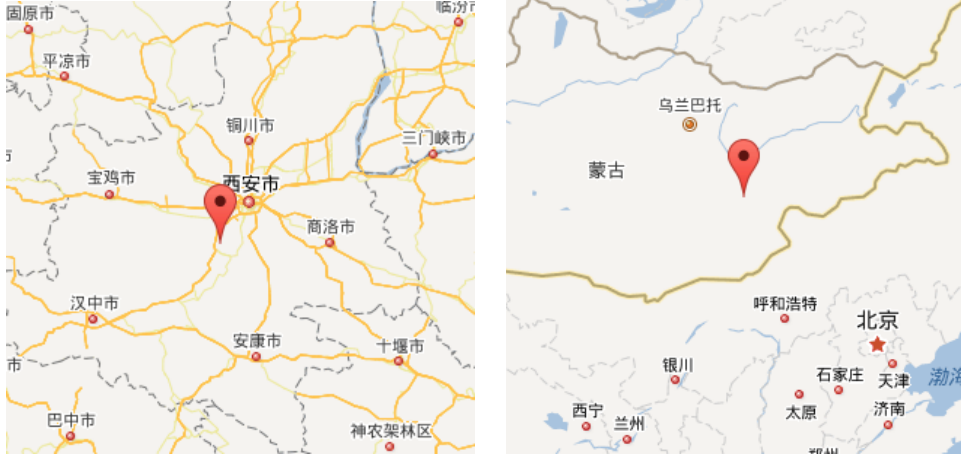 固原市
临汾市
平凉市
铜川市
三门峡市
宝鸡市
西安市
商洛市
汉中市
安康市
十堰市
市
巴中市
神农架林区
乌兰巴托
蒙古
呼和浩特
北京
银川
石家庄
天津
渤海
西宁
太原
济南
兰州
郑州